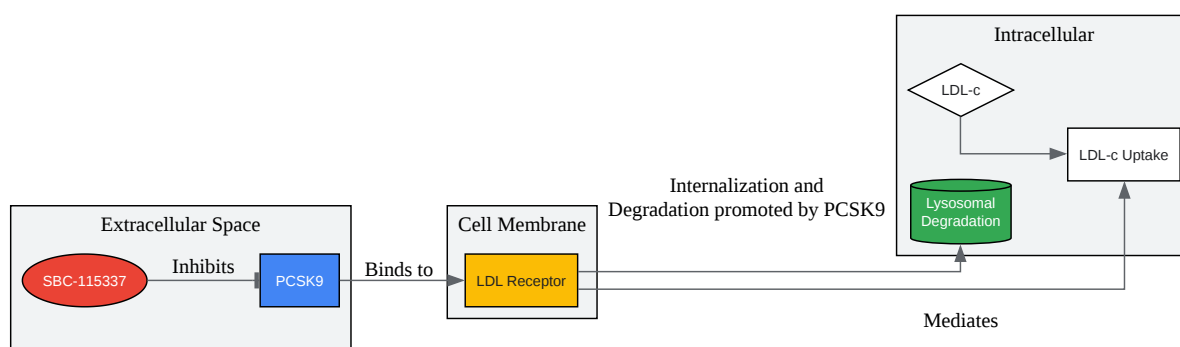 Intracellular
LDL-c
LDL-c Uptake
Internalization and
Degradation promoted by PCSK9
Lysosomal
Degradation
Extracellular Space
Cell Membrane
SBC-115337
Inhibits
PCSK9
Binds to
LDL Receptor
Mediates